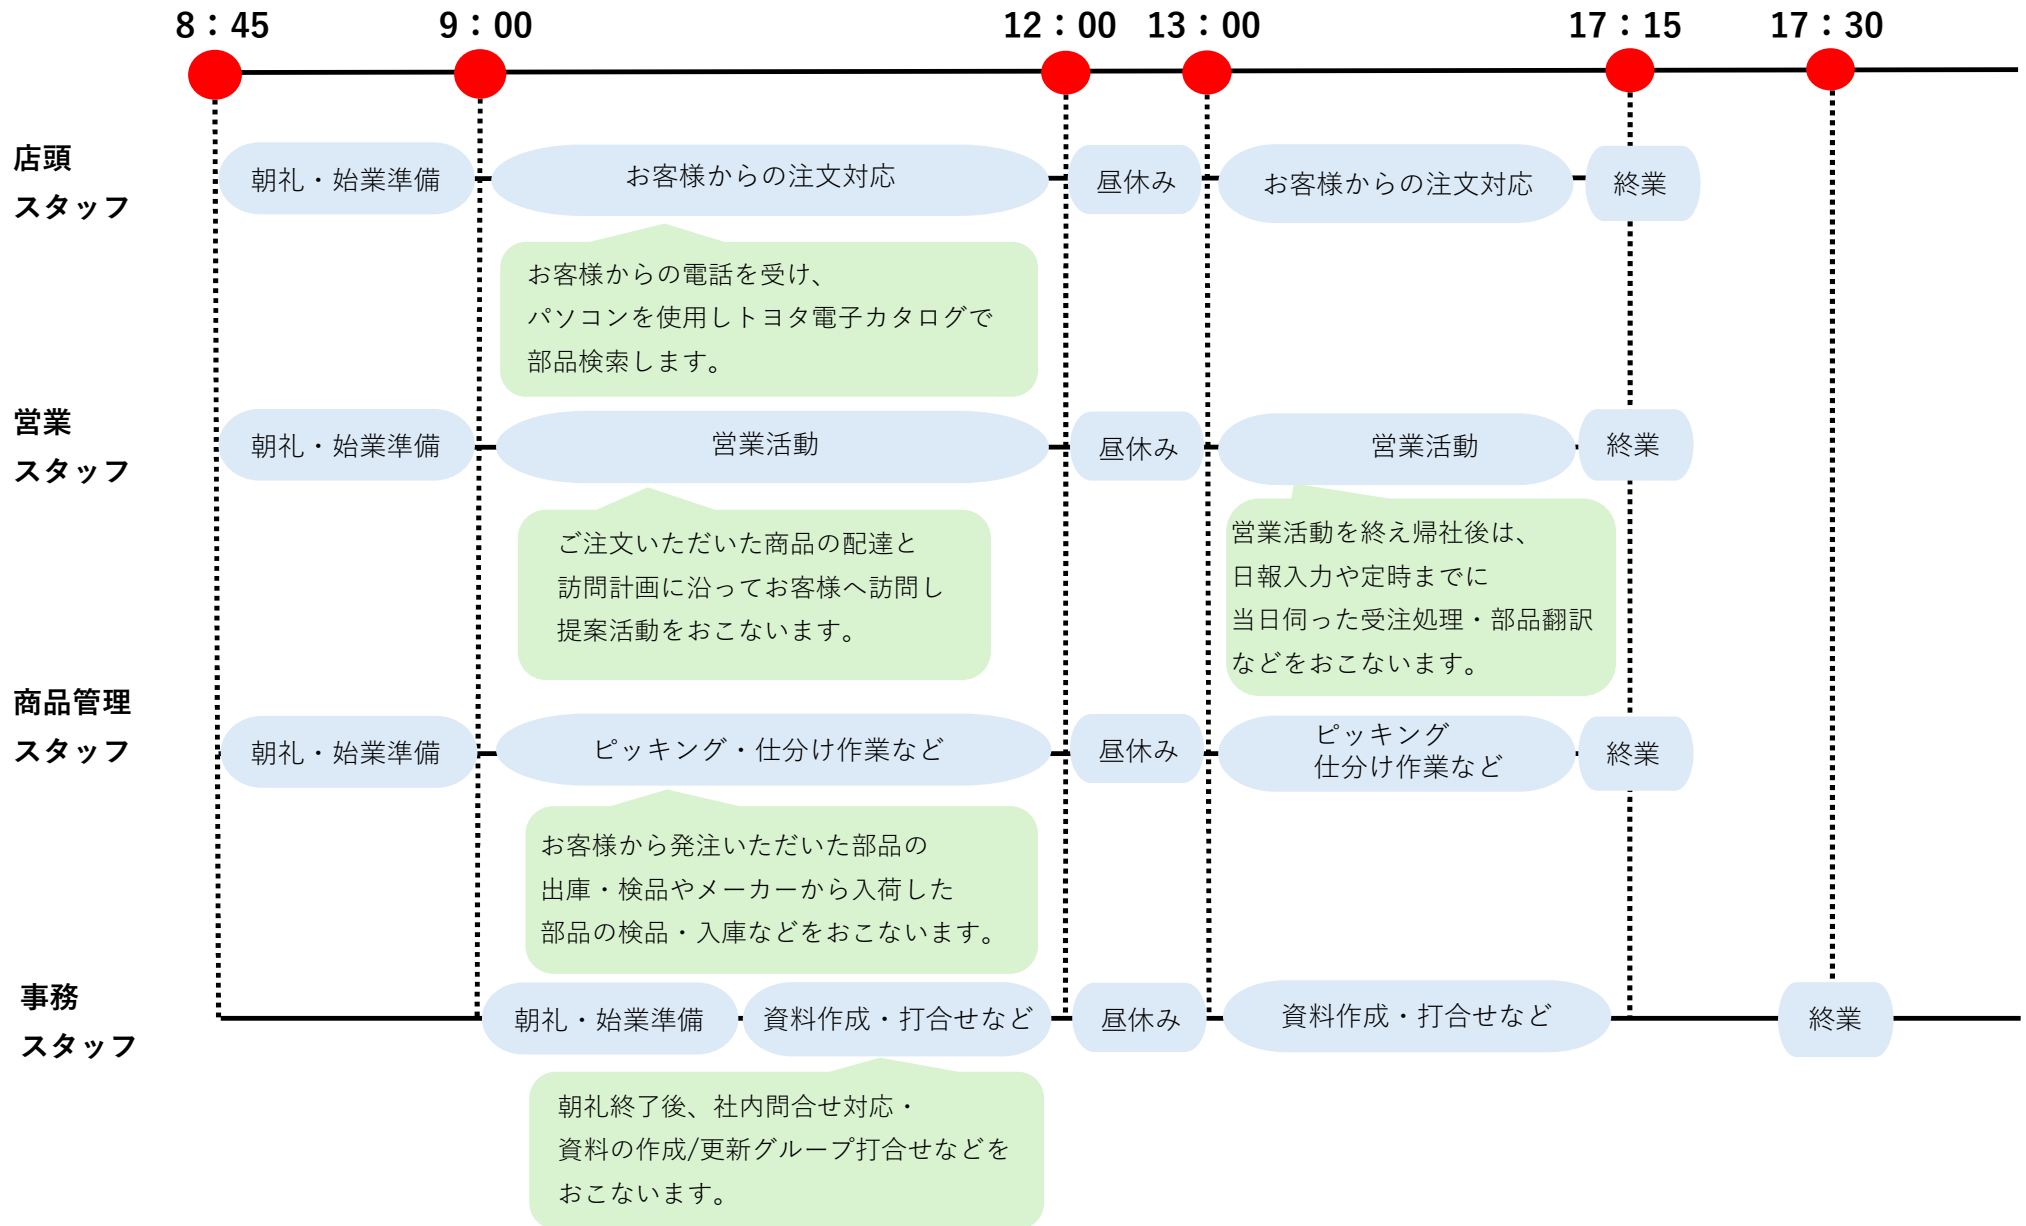 8：45
9：00
12：00
13：00
17：15
17：30
店頭
スタッフ
朝礼・始業準備
お客様からの注文対応
昼休み
お客様からの注文対応
終業
お客様からの電話を受け、
パソコンを使用しトヨタ電子カタログで
部品検索します。
営業
スタッフ
朝礼・始業準備
営業活動
昼休み
営業活動
終業
ご注文いただいた商品の配達と
訪問計画に沿ってお客様へ訪問し
提案活動をおこないます。
営業活動を終え帰社後は、
日報入力や定時までに
当日伺った受注処理・部品翻訳
などをおこないます。
商品管理
スタッフ
朝礼・始業準備
ピッキング・仕分け作業など
昼休み
ピッキング
仕分け作業など
終業
お客様から発注いただいた部品の
出庫・検品やメーカーから入荷した
部品の検品・入庫などをおこないます。
事務
スタッフ
朝礼・始業準備
資料作成・打合せなど
昼休み
資料作成・打合せなど
終業
朝礼終了後、社内問合せ対応・
資料の作成/更新グループ打合せなどを
おこないます。